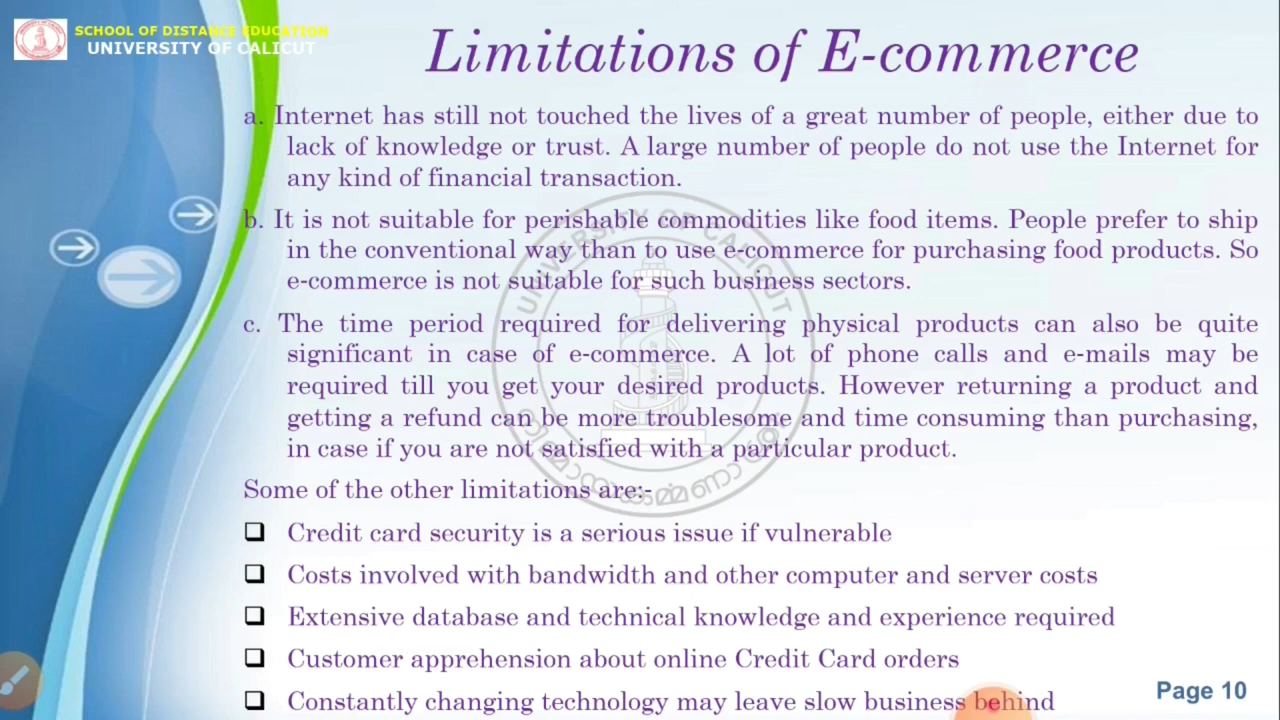 SCHOOL OF DISTANCE EDUCATION
UNIVERSITY OF CALICUT
Limitations of E-commerce
a. Internet has still not touched the lives of a great number of people, either due to
lack of knowledge or trust. A large number of people do not use the Internet for
any kind of financial transaction.
b. It is not suitable for perishable commodities like food items. People prefer to ship
in the conventional way than to use e-commerce for purchasing food products. So
e-commerce is not suitable for such business sectors.
c. The time period required for delivering physical products can also be quite
significant in case of e-commerce. A lot of phone calls and e-mails may be
required till you get your desired products. However returning a product and
getting a refund can be more troublesome and time consuming than purchasing,
in case if you are not satisfied with a particular product.
Some of the other limitations are:-
Credit card security is a serious issue if vulnerable
Costs involved with bandwidth and other computer and server costs
Extensive database and technical knowledge and experience required
Customer apprehension about online Credit Card orders
Constantly changing technology may leave slow business behind
Page 10
UNIVERSITY OF CALICUT